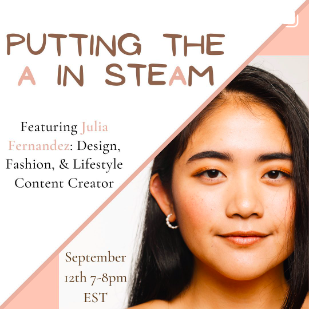 PUTTING THE
A IN STEAM
Featuring Julia
Fernandez: Design,
Fashion, & Lifestyle
Content Creator
September
12th 7-8pm
EST